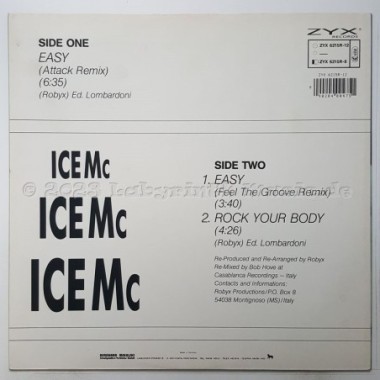 SIDE ONE
EASY
(Attack Remix)
(6:35)
(Robyx) Ed. Lombardoni
ZYX
RECORDS
ICE Mc
ICE Mc
ICE Mc
SIDE TWO
1. EASY
(Feel The Groove Remix)
(3:40)
2. ROCK YOUR BODY
(4:26)
(Robyx) Ed. Lombardoni
Re-Produced and Re-Arranged by Robyx
Re-Mixed by Bob Howe at
Casablanca Recordings – Italy
Contacts and informations:
Robyx Productions/P.O. Box 8
54038 Montignoso (MS)/Italy